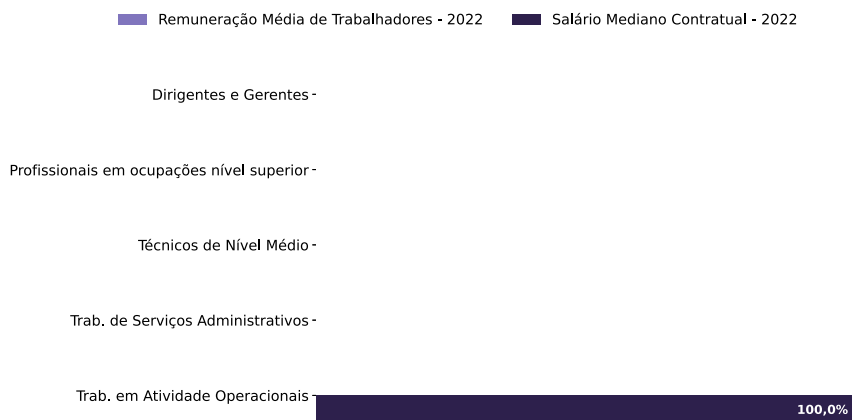 Remuneração Média de Trabalhadores - 2022 Salário Mediano Contratual - 2022
Dirigentes e Gerentes
Profissionais em ocupações nível superior
Técnicos de Nível Médio
Trab. de Serviços Administrativos
Trab. em Atividade Operacionais
100,0%